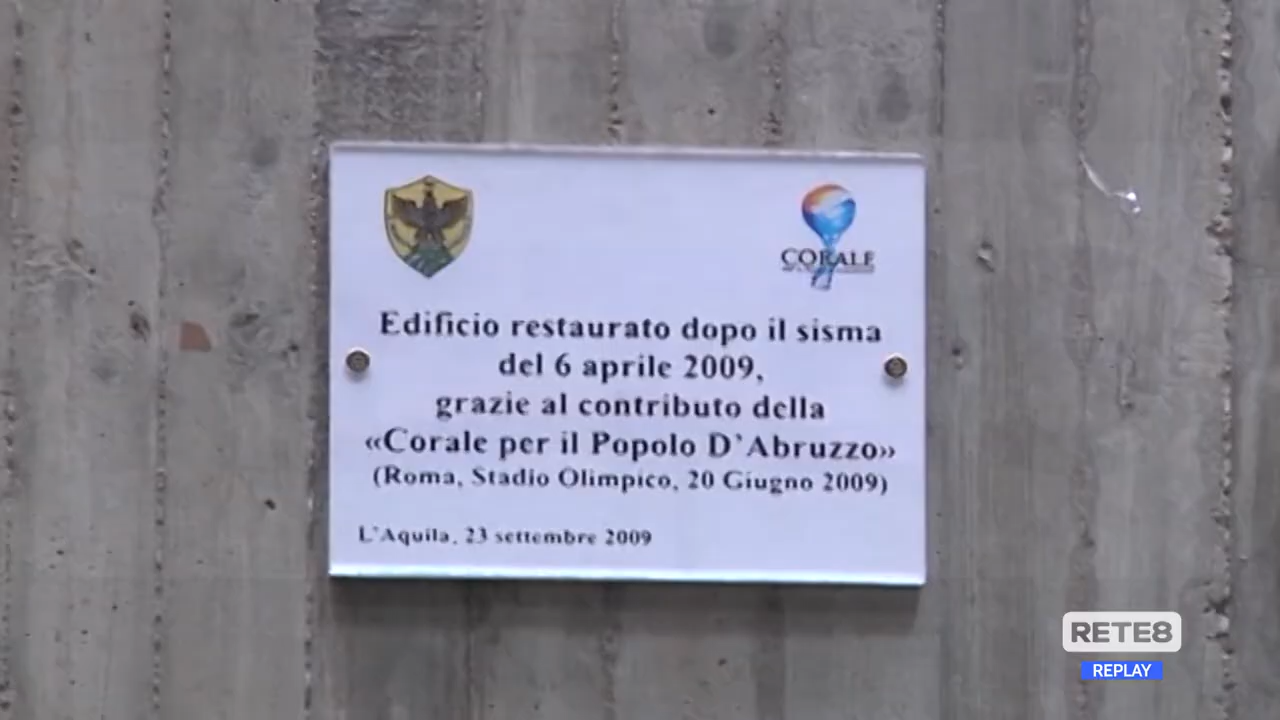 CORALE
Edificio restaurato dopo il sisma
del 6 aprile 2009,
grazie al contributo della
«Corale per il Popolo D'Abruzzo»
(Roma, Stadio Olimpico, 20 Giugno 2009)
L'Aquila, 23 settembre 2009
RETE8
REPLAY